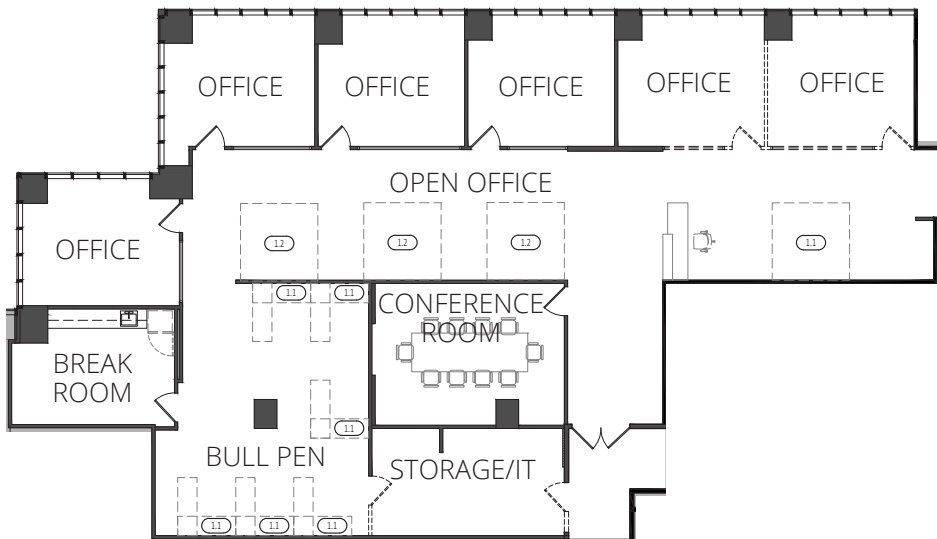 OFFICE
OFFICE
OFFICE
OFFICE
OFFICE
OPEN OFFICE
OFFICE
1.2
1.2
1.2
1.1
1.1
1.1
CONFERENCE
ROOM
BREAK
ROOM
1.1
BULL PEN
STORAGE/IT
1.1
1.1
1.1